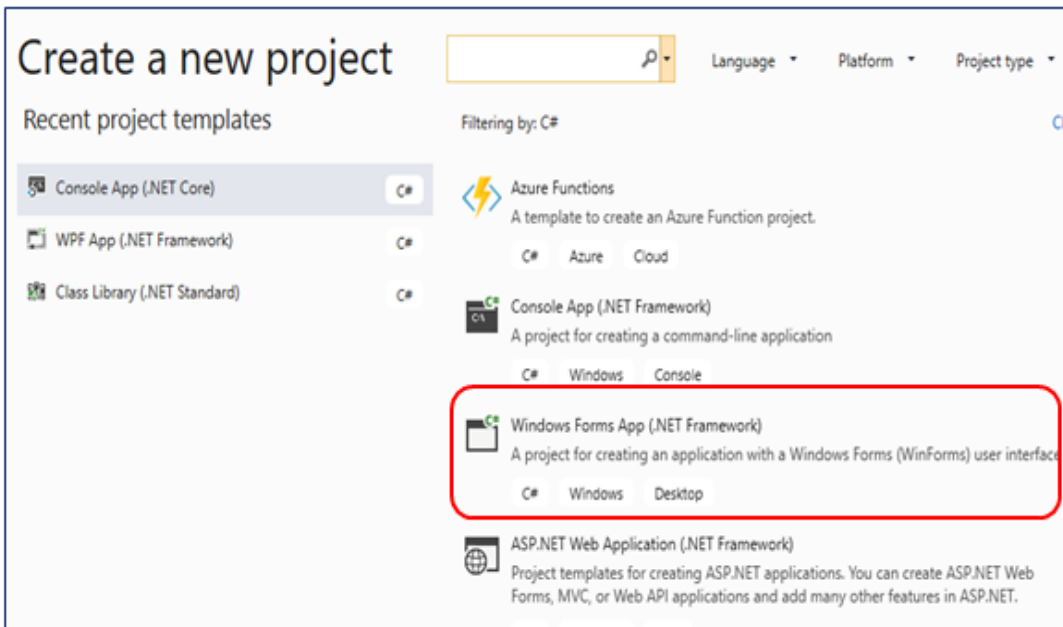 Create a new project
Language
Platform
Project type
Recent project templates
Filtering by: C#
Console App (.NET Core)
C#
WPF App (.NET Framework)
C#
Class Library (.NET Standard)
C#
Azure Functions
A template to create an Azure Function project.
C# Azure Cloud
C# Console App (.NET Framework)
C:\ A project for creating a command-line application
C# Windows Console
C# Windows Forms App (.NET Framework)
A project for creating an application with a Windows Forms (WinForms) user interface
C# Windows Desktop
ASP.NET Web Application (.NET Framework)
Project templates for creating ASP.NET applications. You can create ASP.NET Web
Forms, MVC, or Web API applications and add many other features in ASP.NET.